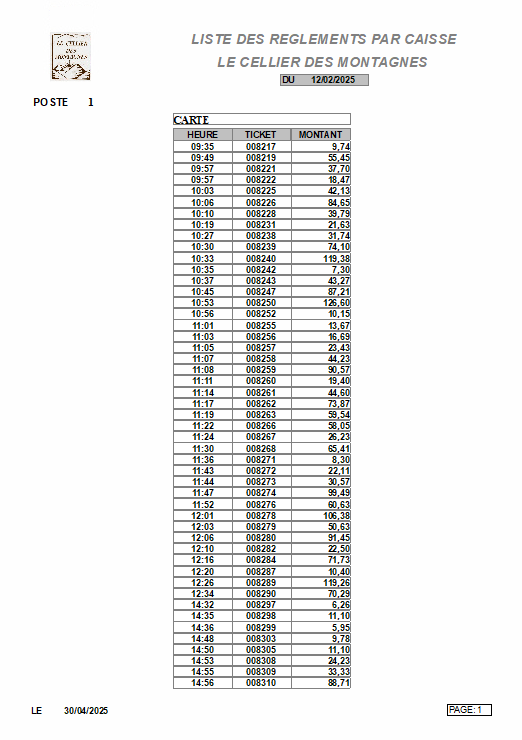 LE CELLIER
DES
MONTAGNES
LISTE DES REGLEMENTS PAR CAISSE
LE CELLIER DES MONTAGNES
DU 12/02/2025
POSTE 1
CARTE
HEURE TICKET MONTANT
09:35 008217 9,74
09:49 008219 55,45
09:57 008221 37,70
09:57 008222 18,47
10:03 008225 42,13
10:06 008226 84,65
10:10 008228 39,79
10:19 008231 21,63
10:27 008238 31,74
10:30 008239 74,10
10:33 008240 119,38
10:35 008242 7,30
10:37 008243 43,27
10:45 008247 87,21
10:53 008250 126,60
10:56 008252 10,15
11:01 008255 13,67
11:03 008256 16,69
11:05 008257 23,43
11:07 008258 44,23
11:08 008259 90,57
11:11 008260 19,40
11:14 008261 44,60
11:17 008262 73,87
11:19 008263 59,54
11:22 008266 58,05
11:24 008267 26,23
11:30 008268 65,41
11:36 008271 8,30
11:43 008272 22,11
11:44 008273 30,57
11:47 008274 99,49
11:52 008276 60,63
12:01 008278 106,38
12:03 008279 50,63
12:06 008280 91,45
12:10 008282 22,50
12:16 008284 71,73
12:20 008287 10,40
12:26 008289 119,26
12:34 008290 70,29
14:32 008297 6,26
14:35 008298 11,10
14:36 008299 5,95
14:48 008303 9,78
14:50 008305 11,10
14:53 008308 24,23
14:55 008309 33,33
14:56 008310 88,71
LE 30/04/2025
PAGE: 1